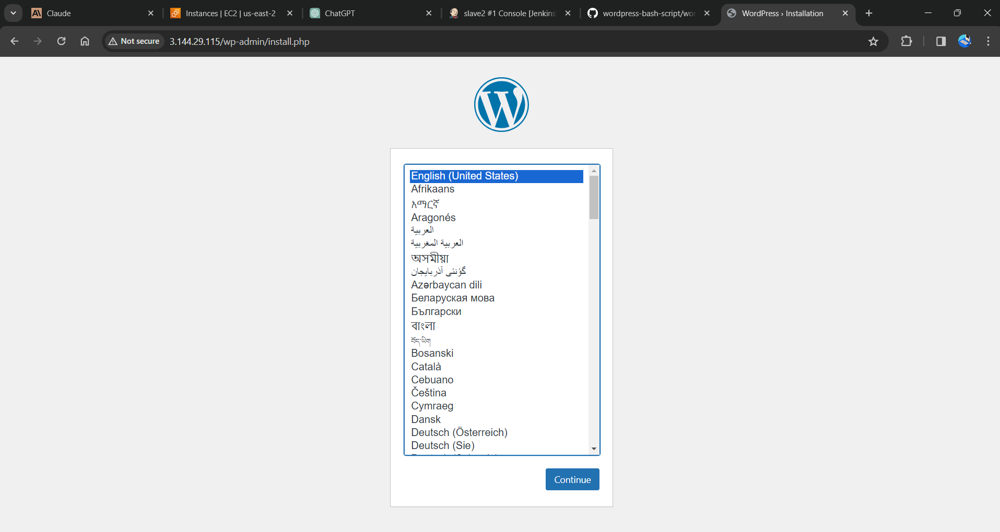 Claude
Instances | EC2 | us-east-2
ChatGPT
slave2 #1 Console [Jenkins]
wordpress-bash-script/wor
WordPress › Installation
Not secure
3.144.29.115/wp-admin/install.php
English (United States)
Afrikaans
አማርኛ
Aragonés
العربية
العربية المغربية
অসমীয়া
گؤنئی آذربایجان
Azərbaycan dili
Беларуская мова
Български
বাংলা
བོད་ཡིག
Bosanski
Català
Cebuano
Čeština
Cymraeg
Dansk
Deutsch (Österreich)
Deutsch (Sie)
Continue